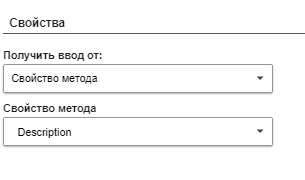 Свойства
Получить ввод от:
Свойство метода
Свойство метода
Description